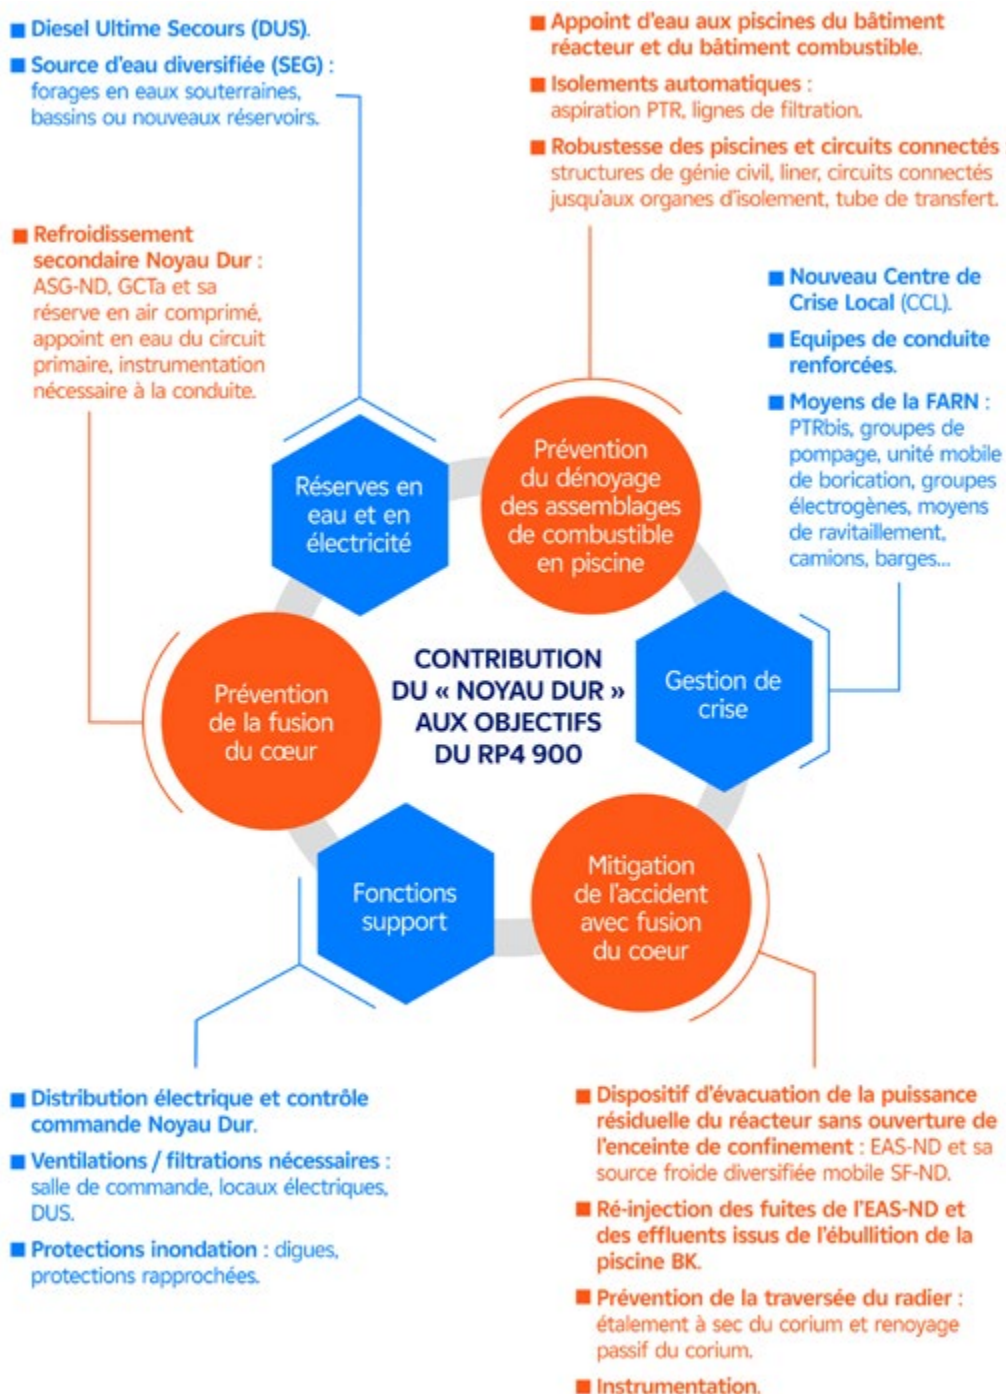 ■ Diesel Ultime Secours (DUS).
■ Source d'eau diversifiée (SEG) :
forages en eaux souterraines,
bassins ou nouveaux réservoirs.
■ Appoint d'eau aux piscines du bâtiment
réacteur et du bâtiment combustible.
■ Isolements automatiques :
aspiration PTR, lignes de filtration.
■ Robustesse des piscines et circuits connectés
structures de génie civil, liner, circuits connectés
jusqu'aux organes d'isolement, tube de transfert.
■ Refroidissement
secondaire Noyau Dur :
ASG-ND, GCTa et sa
réserve en air comprimé,
appoint en eau du circuit
primaire, instrumentation
nécessaire à la conduite.
■ Nouveau Centre de
Crise Local (CCL).
■ Equipes de conduite
renforcées.
■ Moyens de la FARN :
PTRbis, groupes de
pompage, unité mobile
de borication, groupes
électrogènes, moyens
de ravitaillement,
camions, barges...
Réserves en
eau et en
électricité
Prévention
du dénoyage
des assemblages
de combustible
en piscine
Prévention
de la fusion
du cœur
CONTRIBUTION
DU « NOYAU DUR »
AUX OBJECTIFS
DU RP4 900
Gestion de
crise
Fonctions
support
Mitigation
de l'accident
avec fusion
du coeur
■ Distribution électrique et contrôle
commande Noyau Dur.
■ Ventilations / filtrations nécessaires :
salle de commande, locaux électriques,
DUS.
■ Protections inondation : digues,
protections rapprochées.
■ Dispositif d'évacuation de la puissance
résiduelle du réacteur sans ouverture de
l'enceinte de confinement : EAS-ND et sa
source froide diversifiée mobile SF-ND.
■ Ré-injection des fuites de l'EAS-ND et
des effluents issus de l'ébullition de la
piscine BK.
■ Prévention de la traversée du radier :
étalement à sec du corium et renoyage
passif du corium.
■ Instrumentation.